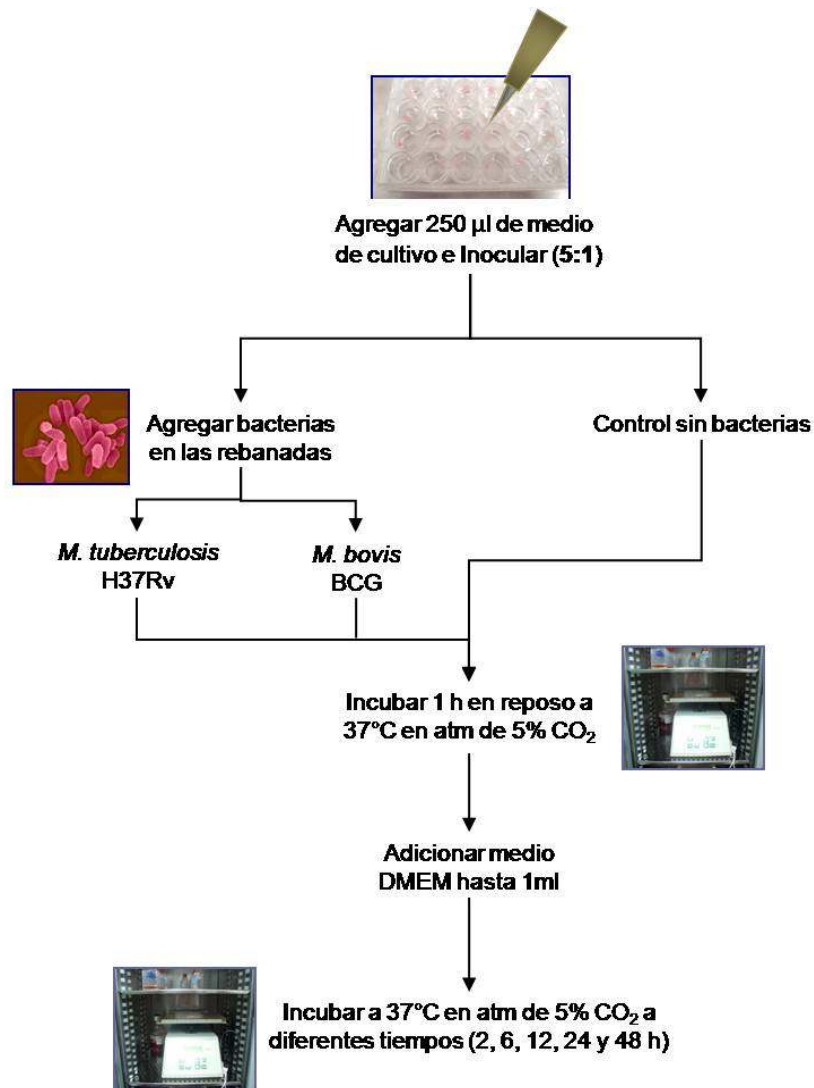 Agregar 250 µl de medio
de cultivo e Inocular (5:1)
Agregar bacterias
en las rebanadas
Control sin bacterias
M. tuberculosis
H37Rv
M. bovis
BCG
Incubar 1 h en reposo a
37°C en atm de 5% CO₂
Adicionar medio
DMEM hasta 1ml
Incubar a 37°C en atm de 5% CO₂ a
diferentes tiempos (2, 6, 12, 24 y 48 h)